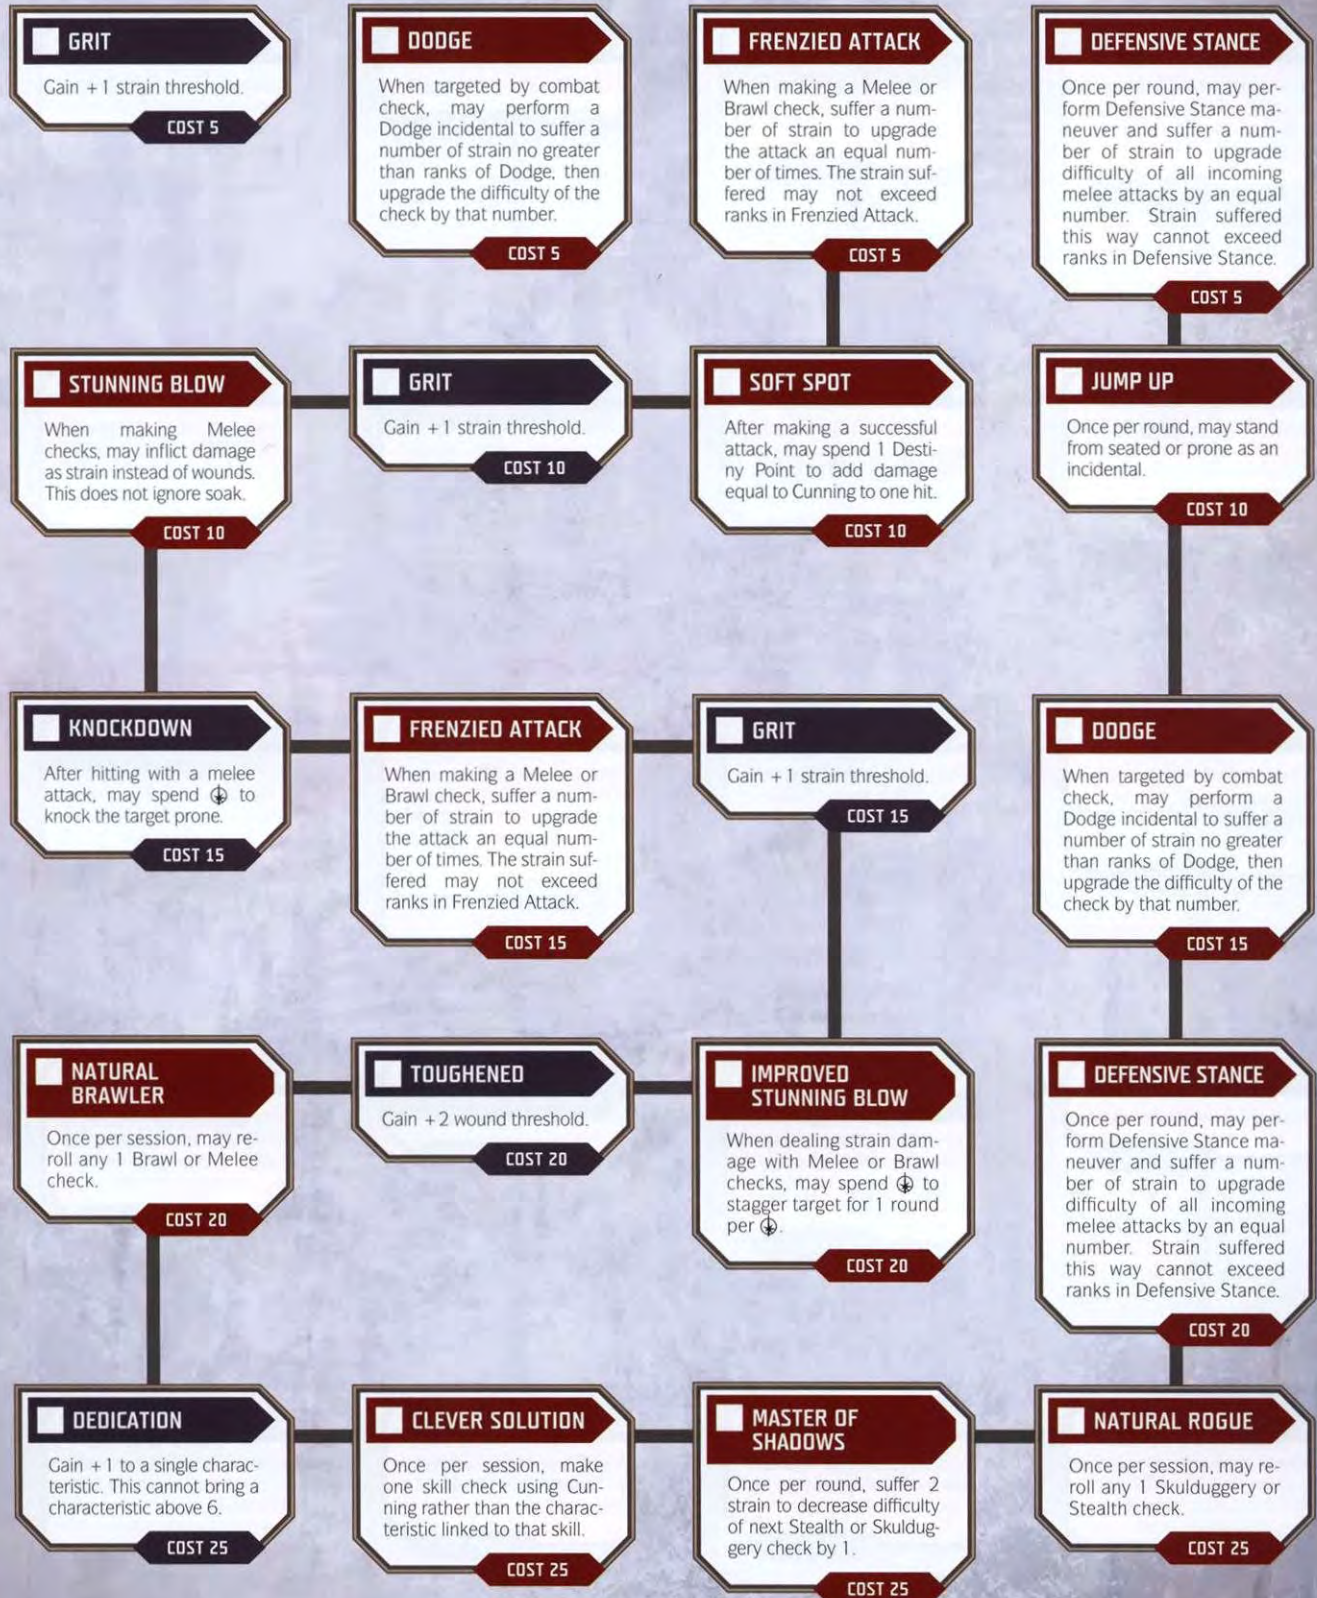 GRIT
Gain +1 strain threshold.
COST 5
DODGE
When targeted by combat
check, may perform a
Dodge incidental to suffer a
number of strain no greater
than ranks of Dodge, then
upgrade the difficulty of the
check by that number.
COST 5
FRENZIED ATTACK
When making a Melee or
Brawl check, suffer a num-
ber of strain to upgrade
the attack an equal num-
ber of times. The strain suf-
fered may not exceed
ranks in Frenzied Attack.
COST 5
DEFENSIVE STANCE
Once per round, may per-
form Defensive Stance ma-
neuver and suffer a num-
ber of strain to upgrade
difficulty of all incoming
melee attacks by an equal
number. Strain suffered
this way cannot exceed
ranks in Defensive Stance.
COST 5
STUNNING BLOW
When making Melee
checks, may inflict damage
as strain instead of wounds.
This does not ignore soak.
COST 10
GRIT
Gain +1 strain threshold.
COST 10
SOFT SPOT
After making a successful
attack, may spend 1 Desti-
ny Point to add damage
equal to Cunning to one hit.
COST 10
JUMP UP
Once per round, may stand
from seated or prone as an
incidental.
COST 10
KNOCKDOWN
After hitting with a melee
attack, may spend to
knock the target prone.
COST 15
FRENZIED ATTACK
When making a Melee or
Brawl check, suffer a num-
ber of strain to upgrade
the attack an equal num-
ber of times. The strain suf-
fered may not exceed
ranks in Frenzied Attack.
COST 15
GRIT
Gain +1 strain threshold.
COST 15
DODGE
When targeted by combat
check, may perform a
Dodge incidental to suffer a
number of strain no greater
than ranks of Dodge, then
upgrade the difficulty of the
check by that number.
COST 15
NATURAL
BRAWLER
Once per session, may re-
roll any 1 Brawl or Melee
check.
COST 20
TOUGHENED
Gain +2 wound threshold.
COST 20
IMPROVED
STUNNING BLOW
When dealing strain dam-
age with Melee or Brawl
checks, may spend to
stagger target for 1 round
per .
COST 20
DEFENSIVE STANCE
Once per round, may per-
form Defensive Stance ma-
neuver and suffer a num-
ber of strain to upgrade
difficulty of all incoming
melee attacks by an equal
number. Strain suffered
this way cannot exceed
ranks in Defensive Stance.
COST 20
DEDICATION
Gain +1 to a single charac-
teristic. This cannot bring a
characteristic above 6.
COST 25
CLEVER SOLUTION
Once per session, make
one skill check using Cun-
ning rather than the charac-
teristic linked to that skill.
COST 25
MASTER OF
SHADOWS
Once per round, suffer 2
strain to decrease difficulty
of next Stealth or Skuldug-
gery check by 1.
COST 25
NATURAL ROGUE
Once per session, may re-
roll any 1 Skulduggery or
Stealth check.
COST 25